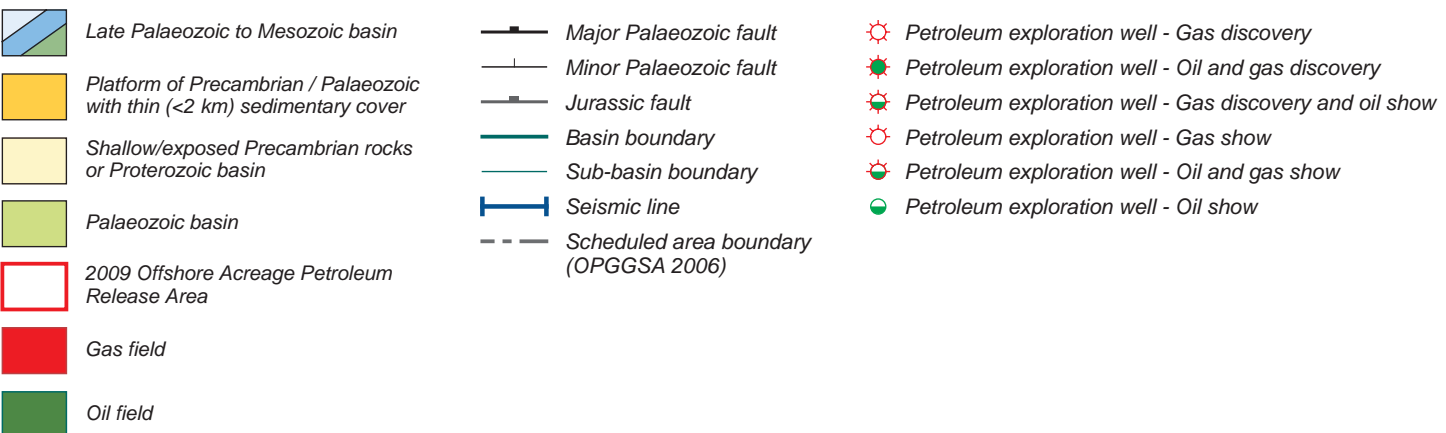 Late Palaeozoic to Mesozoic basin
Platform of Precambrian / Palaeozoic
with thin (<2 km) sedimentary cover
Shallow/exposed Precambrian rocks
or Proterozoic basin
Palaeozoic basin
2009 Offshore Acreage Petroleum
Release Area
Gas field
Oil field
Major Palaeozoic fault
Minor Palaeozoic fault
Jurassic fault
Basin boundary
Sub-basin boundary
Seismic line
Scheduled area boundary
(OPGGSA 2006)
Petroleum exploration well - Gas discovery
Petroleum exploration well - Oil and gas discovery
Petroleum exploration well - Gas discovery and oil show
Petroleum exploration well - Gas show
Petroleum exploration well - Oil and gas show
Petroleum exploration well - Oil show